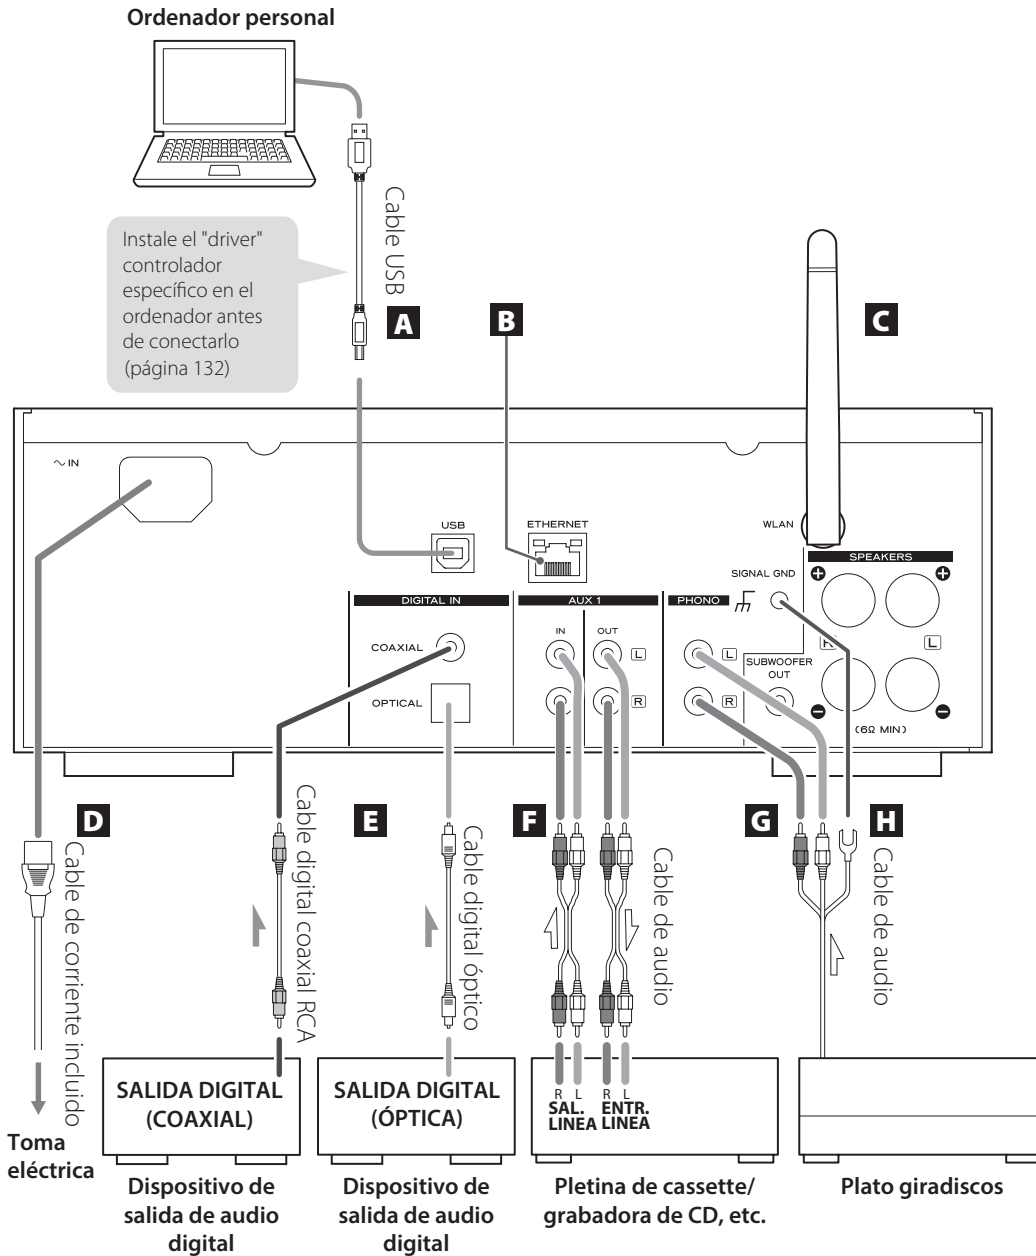 Ordenador personal
Cable USB
Instale el "driver"
controlador
específico en el
ordenador antes
de conectarlo
(página 132)
A
B
C
∿ IN
USB
ETHERNET
WLAN
SPEAKERS
SIGNAL GND
DIGITAL IN
AUX 1
PHONO
IN
OUT
COAXIAL
L
L
R
L
SUBWOOFER
OUT
OPTICAL
R
R
(6Ω MIN)
D
E
F
G
H
Cable de corriente incluido
Cable digital coaxial RCA
Cable digital óptico
Cable de audio
Cable de audio
Toma
eléctrica
SALIDA DIGITAL
(COAXIAL)
SALIDA DIGITAL
(ÓPTICA)
R L R L
SAL. ENTR.
LINEA LINEA
Dispositivo de
salida de audio
digital
Dispositivo de
salida de audio
digital
Pletina de cassette/
grabadora de CD, etc.
Plato giradiscos